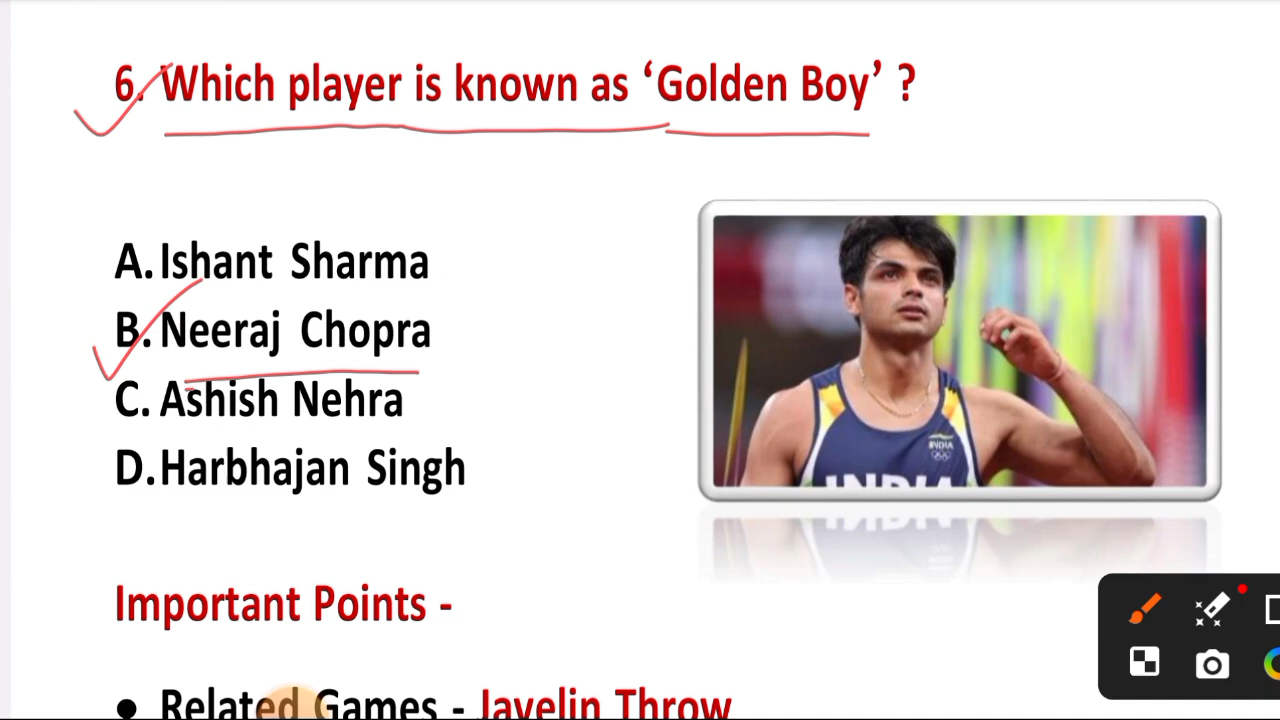 6. Which player is known as ‘Golden Boy’ ?
A. Ishant Sharma
B. Neeraj Chopra
C. Ashish Nehra
D. Harbhajan Singh
INDIA
INDIA
Important Points -
• Related Games - Javelin Throw